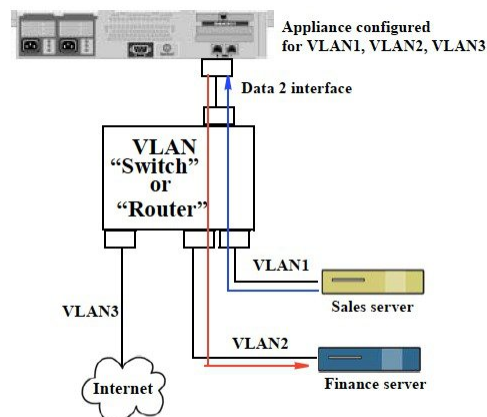 Appliance configured
for VLAN1, VLAN2, VLAN3
Data 2 interface
VLAN
“Switch”
or
“Router”
VLAN1
Sales server
VLAN3
VLAN2
Internet
Finance server